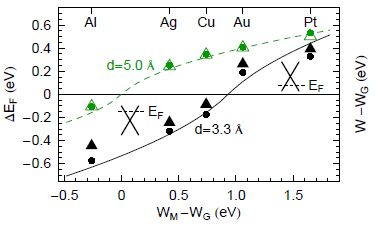 Al Ag Cu Au Pt
0.6
0.4
0.2
0
−0.2
−0.4
−0.6
ΔE_F (eV)
W−W_G (eV)
d=5.0 Å
E_F
E_F
d=3.3 Å
−0.5 0.0 0.5 1.0 1.5
W_M−W_G (eV)